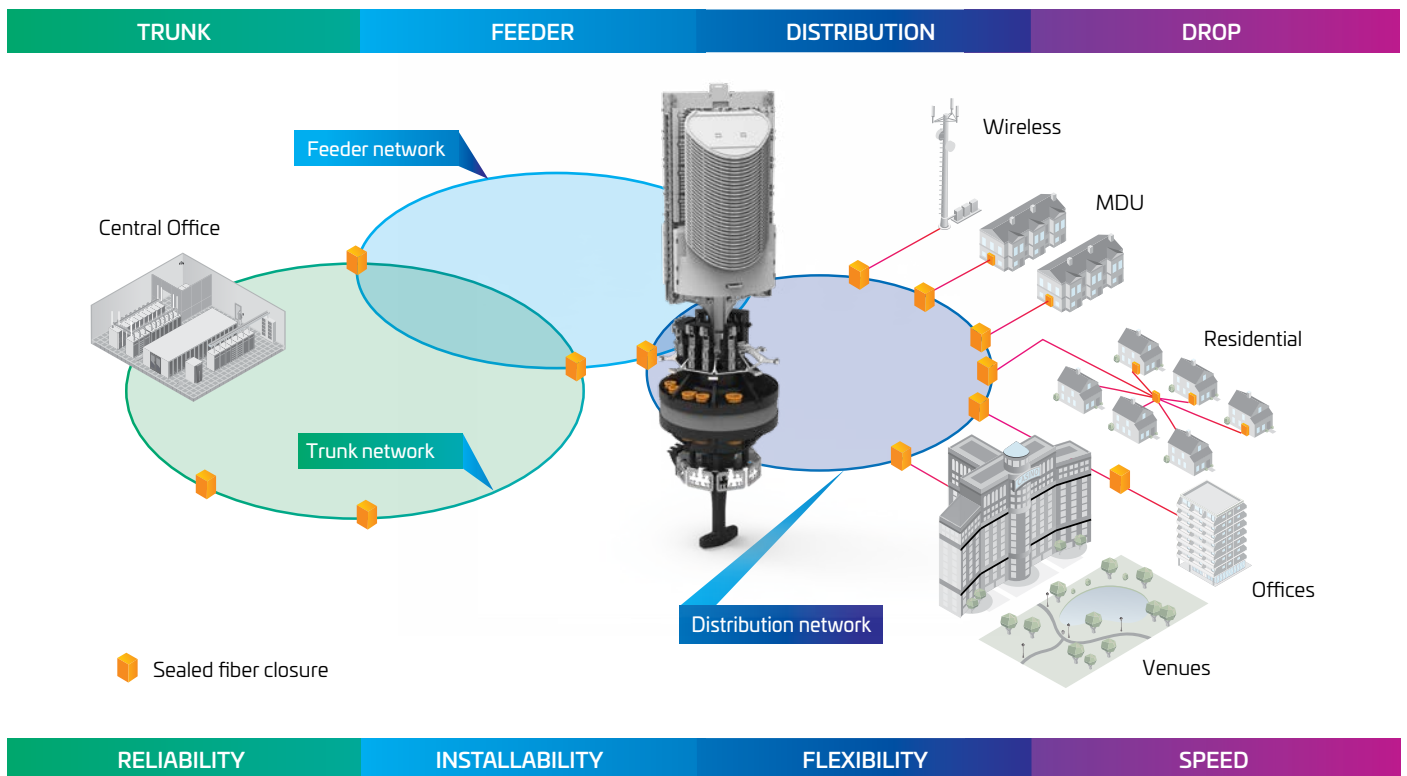 TRUNK
FEEDER
DISTRIBUTION
DROP
Wireless
Feeder network
MDU
Central Office
Residential
Trunk network
Offices
Distribution network
Sealed fiber closure
Venues
RELIABILITY
INSTALLABILITY
FLEXIBILITY
SPEED